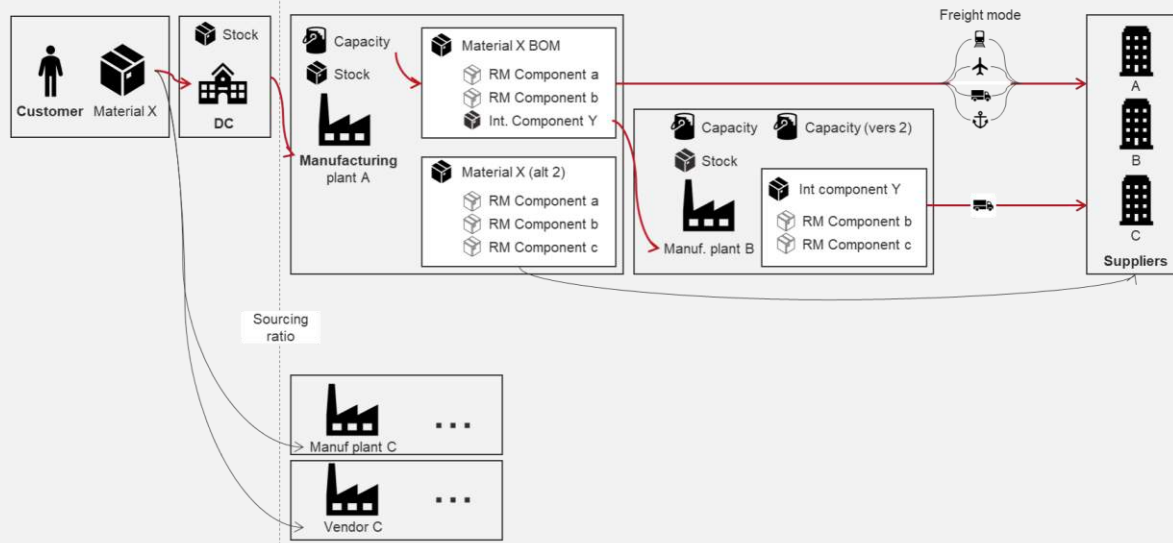 Customer
Material X
Stock
DC
Capacity
Stock
Manufacturing
plant A
Material X BOM
RM Component a
RM Component b
Int. Component Y
Material X (alt 2)
RM Component a
RM Component b
RM Component c
Capacity
Capacity (vers 2)
Stock
Manuf. plant B
Int component Y
RM Component b
RM Component c
Freight mode
A
B
C
Suppliers
Sourcing
ratio
Manuf plant C
...
Vendor C
...